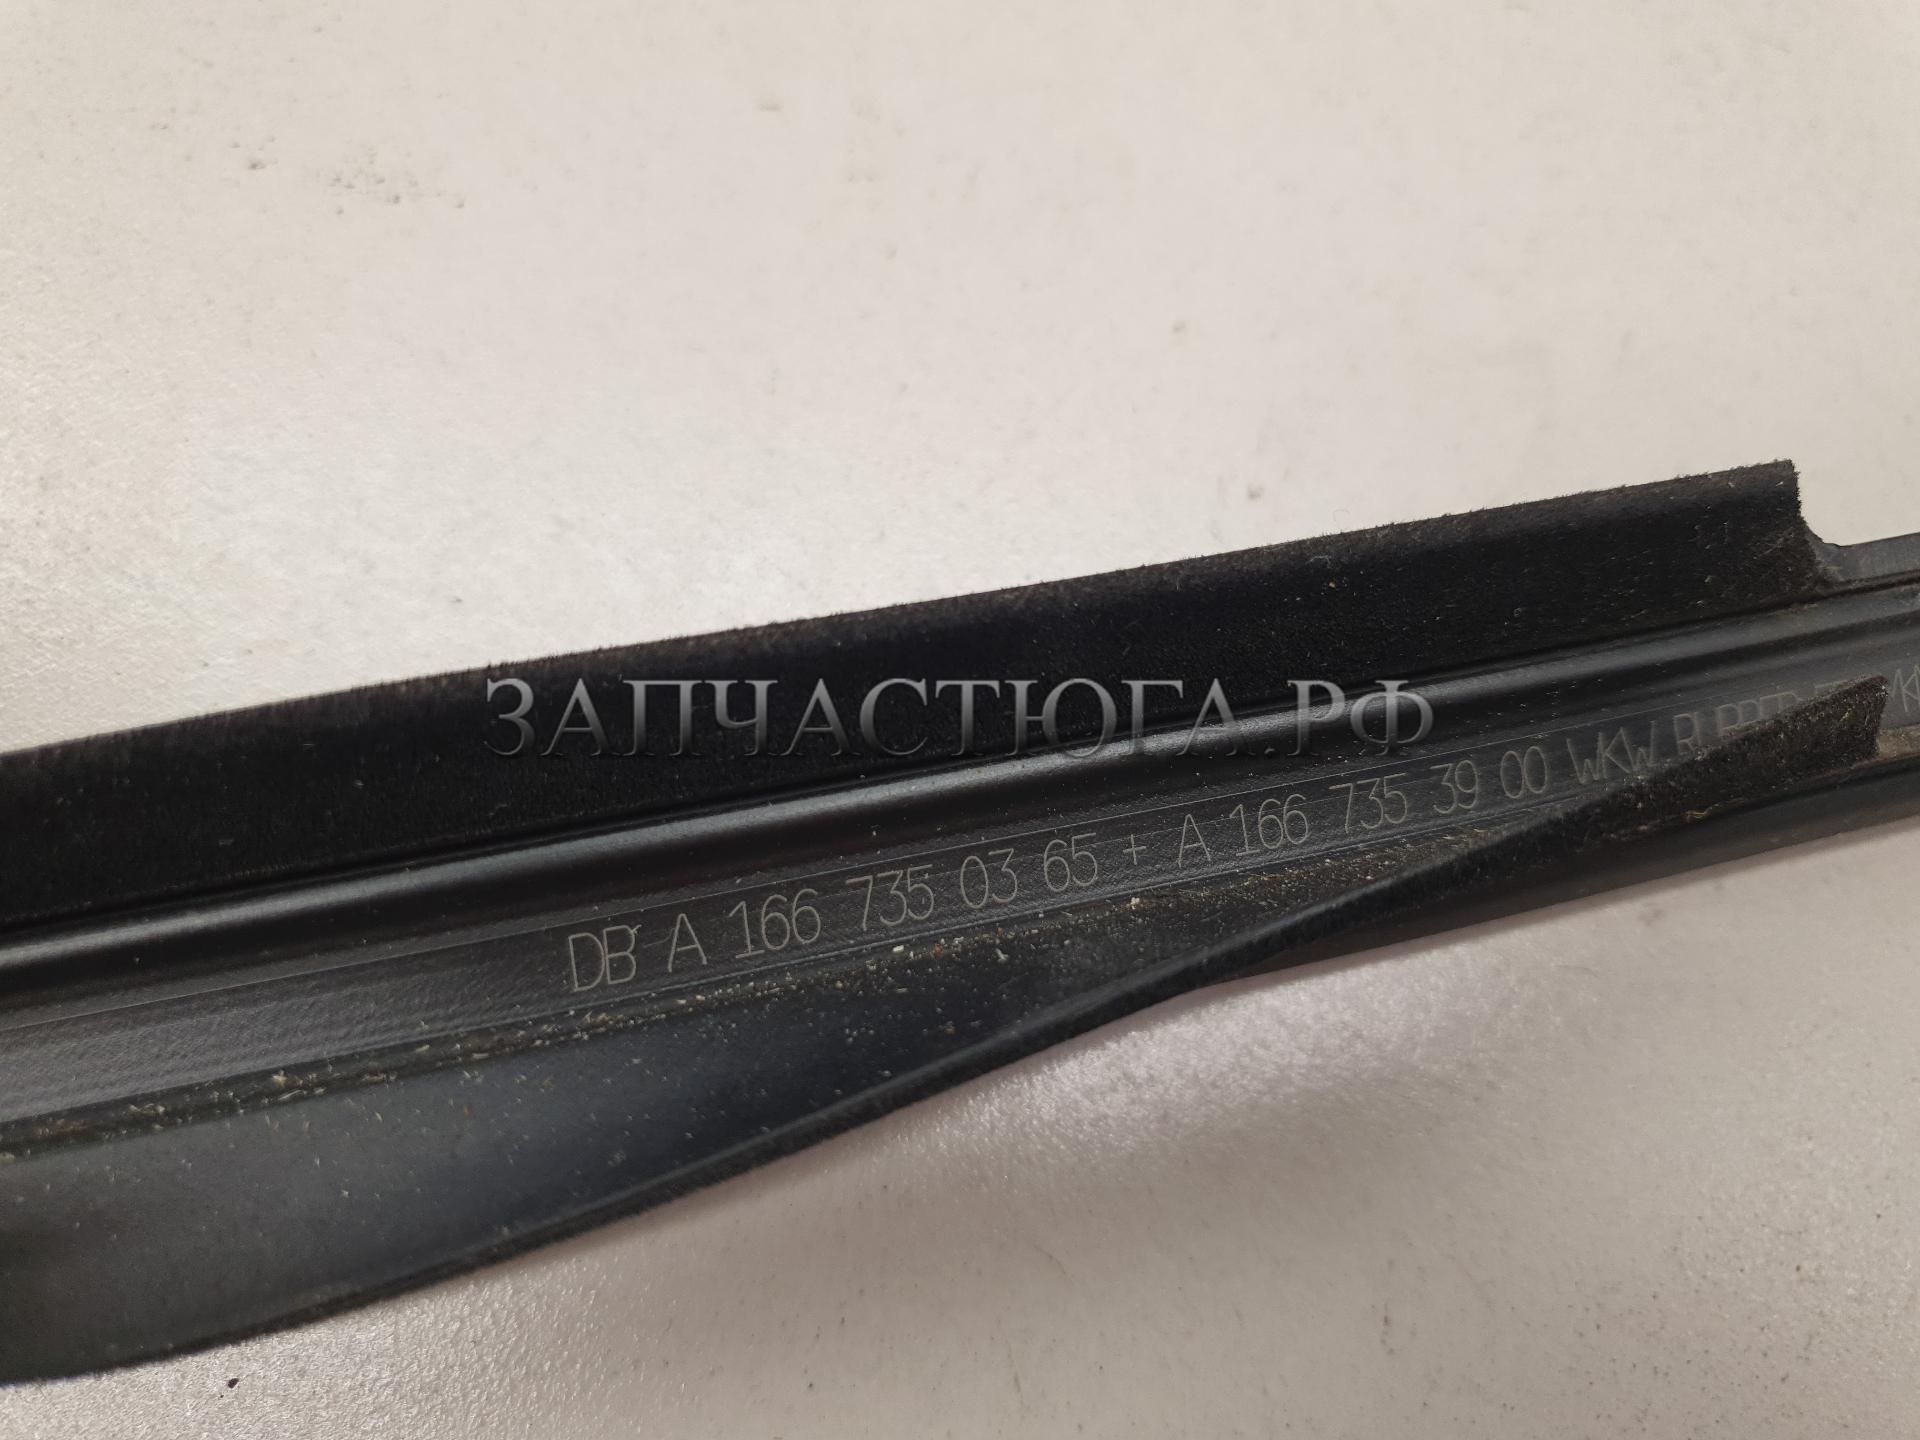 ЗАПЧАСТЮГА.РФ
DB A 166 735 03 65 + A 166 735 39 00 WKW